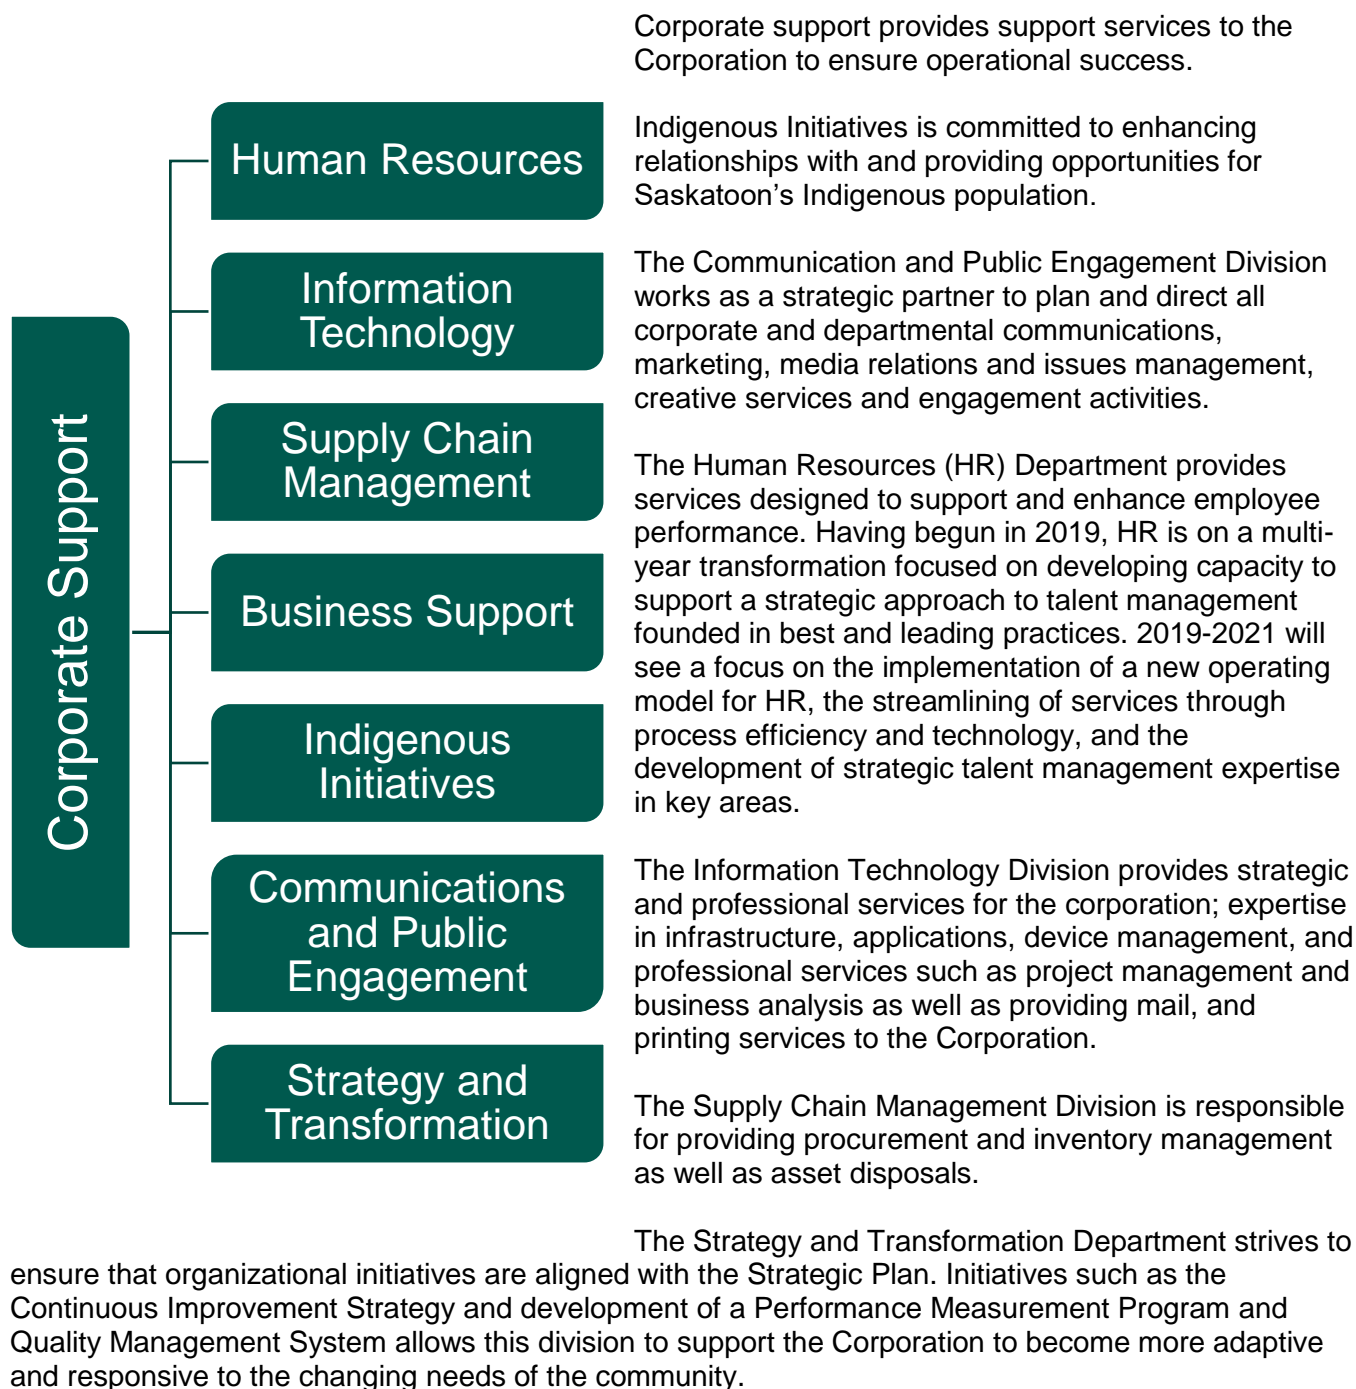 Corporate Support
Human Resources
Information
Technology
Supply Chain
Management
Business Support
Indigenous
Initiatives
Communications
and Public
Engagement
Strategy and
Transformation
Corporate support provides support services to the
Corporation to ensure operational success.
Indigenous Initiatives is committed to enhancing
relationships with and providing opportunities for
Saskatoon’s Indigenous population.
The Communication and Public Engagement Division
works as a strategic partner to plan and direct all
corporate and departmental communications,
marketing, media relations and issues management,
creative services and engagement activities.
The Human Resources (HR) Department provides
services designed to support and enhance employee
performance. Having begun in 2019, HR is on a multi-
year transformation focused on developing capacity to
support a strategic approach to talent management
founded in best and leading practices. 2019-2021 will
see a focus on the implementation of a new operating
model for HR, the streamlining of services through
process efficiency and technology, and the
development of strategic talent management expertise
in key areas.
The Information Technology Division provides strategic
and professional services for the corporation; expertise
in infrastructure, applications, device management, and
professional services such as project management and
business analysis as well as providing mail, and
printing services to the Corporation.
The Supply Chain Management Division is responsible
for providing procurement and inventory management
as well as asset disposals.
The Strategy and Transformation Department strives to
ensure that organizational initiatives are aligned with the Strategic Plan. Initiatives such as the
Continuous Improvement Strategy and development of a Performance Measurement Program and
Quality Management System allows this division to support the Corporation to become more adaptive
and responsive to the changing needs of the community.